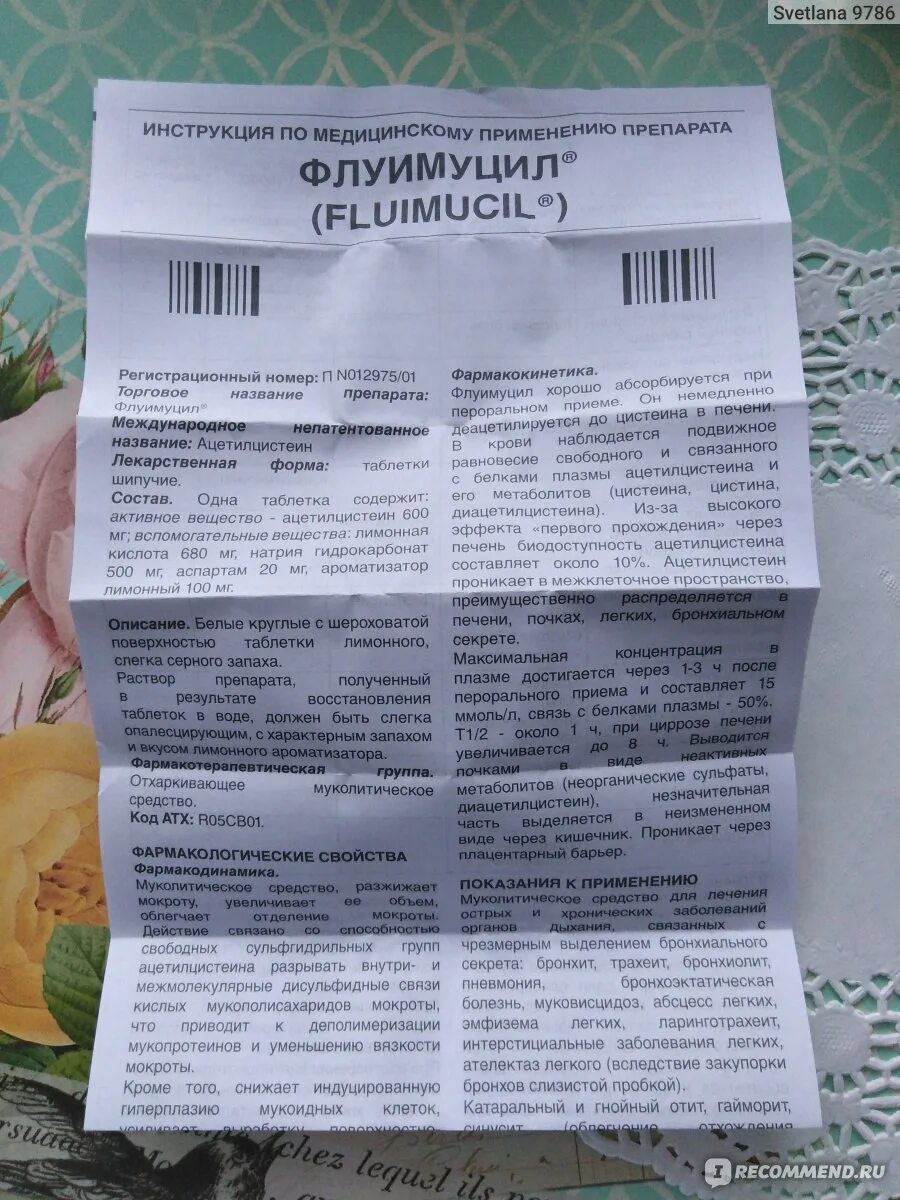 Svetlana 9786
ИНСТРУКЦИЯ ПО МЕДИЦИНСКОМУ ПРИМЕНЕНИЮ ПРЕПАРАТА
ФЛУИМУЦИЛ®
(FLUIMUCIL®)
Регистрационный номер: П N012975/01
Торговое название препарата:
Флуимуцил®
Международное непатентованное
название: Ацетилцистеин
Лекарственная форма: таблетки
шипучие.
Состав. Одна таблетка содержит:
активное вещество - ацетилцистеин 600
мг; вспомогательные вещества: лимонная
кислота 680 мг, натрия гидрокарбонат
500 мг, аспартам 20 мг, ароматизатор
лимонный 100 мг.
Описание. Белые круглые с шероховатой
поверхностью таблетки лимонного,
слегка серного запаха.
Раствор препарата, полученный
в результате восстановления
таблеток в воде, должен быть слегка
опалесцирующим, с характерным запахом
и вкусом лимонного ароматизатора.
Фармакотерапевтическая группа.
Отхаркивающее муколитическое
средство.
Код АТХ: R05CB01.
ФАРМАКОЛОГИЧЕСКИЕ СВОЙСТВА
Фармакодинамика.
Муколитическое средство, разжижает
мокроту, увеличивает ее объем,
облегчает отделение мокроты.
Действие связано со способностью
свободных сульфгидрильных групп
ацетилцистеина разрывать внутри- и
межмолекулярные дисульфидные связи
кислых мукополисахаридов мокроты,
что приводит к деполимеризации
мукопротеинов и уменьшению вязкости
мокроты.
Кроме того, снижает индуцированную
гиперплазию мукоидных клеток,
усиливает выработку поверхностно-
Фармакокинетика.
Флуимуцил хорошо абсорбируется при
пероральном приеме. Он немедленно
деацетилируется до цистеина в печени.
В крови наблюдается подвижное
равновесие свободного и связанного
с белками плазмы ацетилцистеина и
его метаболитов (цистеина, цистина,
диацетилцистеина). Из-за высокого
эффекта «первого прохождения» через
печень биодоступность ацетилцистеина
составляет около 10%. Ацетилцистеин
проникает в межклеточное пространство,
преимущественно распределяется в
печени, почках, легких, бронхиальном
секрете.
Максимальная концентрация в
плазме достигается через 1-3 ч после
перорального приема и составляет 15
ммоль/л, связь с белками плазмы - 50%.
Т1/2 - около 1 ч, при циррозе печени
увеличивается до 8 ч. Выводится
почками в виде неактивных
метаболитов (неорганические сульфаты,
диацетилцистеин), незначительная
часть выделяется в неизмененном
виде через кишечник. Проникает через
плацентарный барьер.
ПОКАЗАНИЯ К ПРИМЕНЕНИЮ
Муколитическое средство для лечения
острых и хронических заболеваний
органов дыхания, связанных с
чрезмерным выделением бронхиального
секрета: бронхит, трахеит, бронхиолит,
пневмония, бронхоэктатическая
болезнь, муковисцидоз, абсцесс легких,
эмфизема легких, ларинготрахеит,
интерстициальные заболевания легких,
ателектаз легкого (вследствие закупорки
бронхов слизистой пробкой).
Катаральный и гнойный отит, гайморит,
синусит (облегчение отхождения
chez lequel
IRECOMMEND.RU